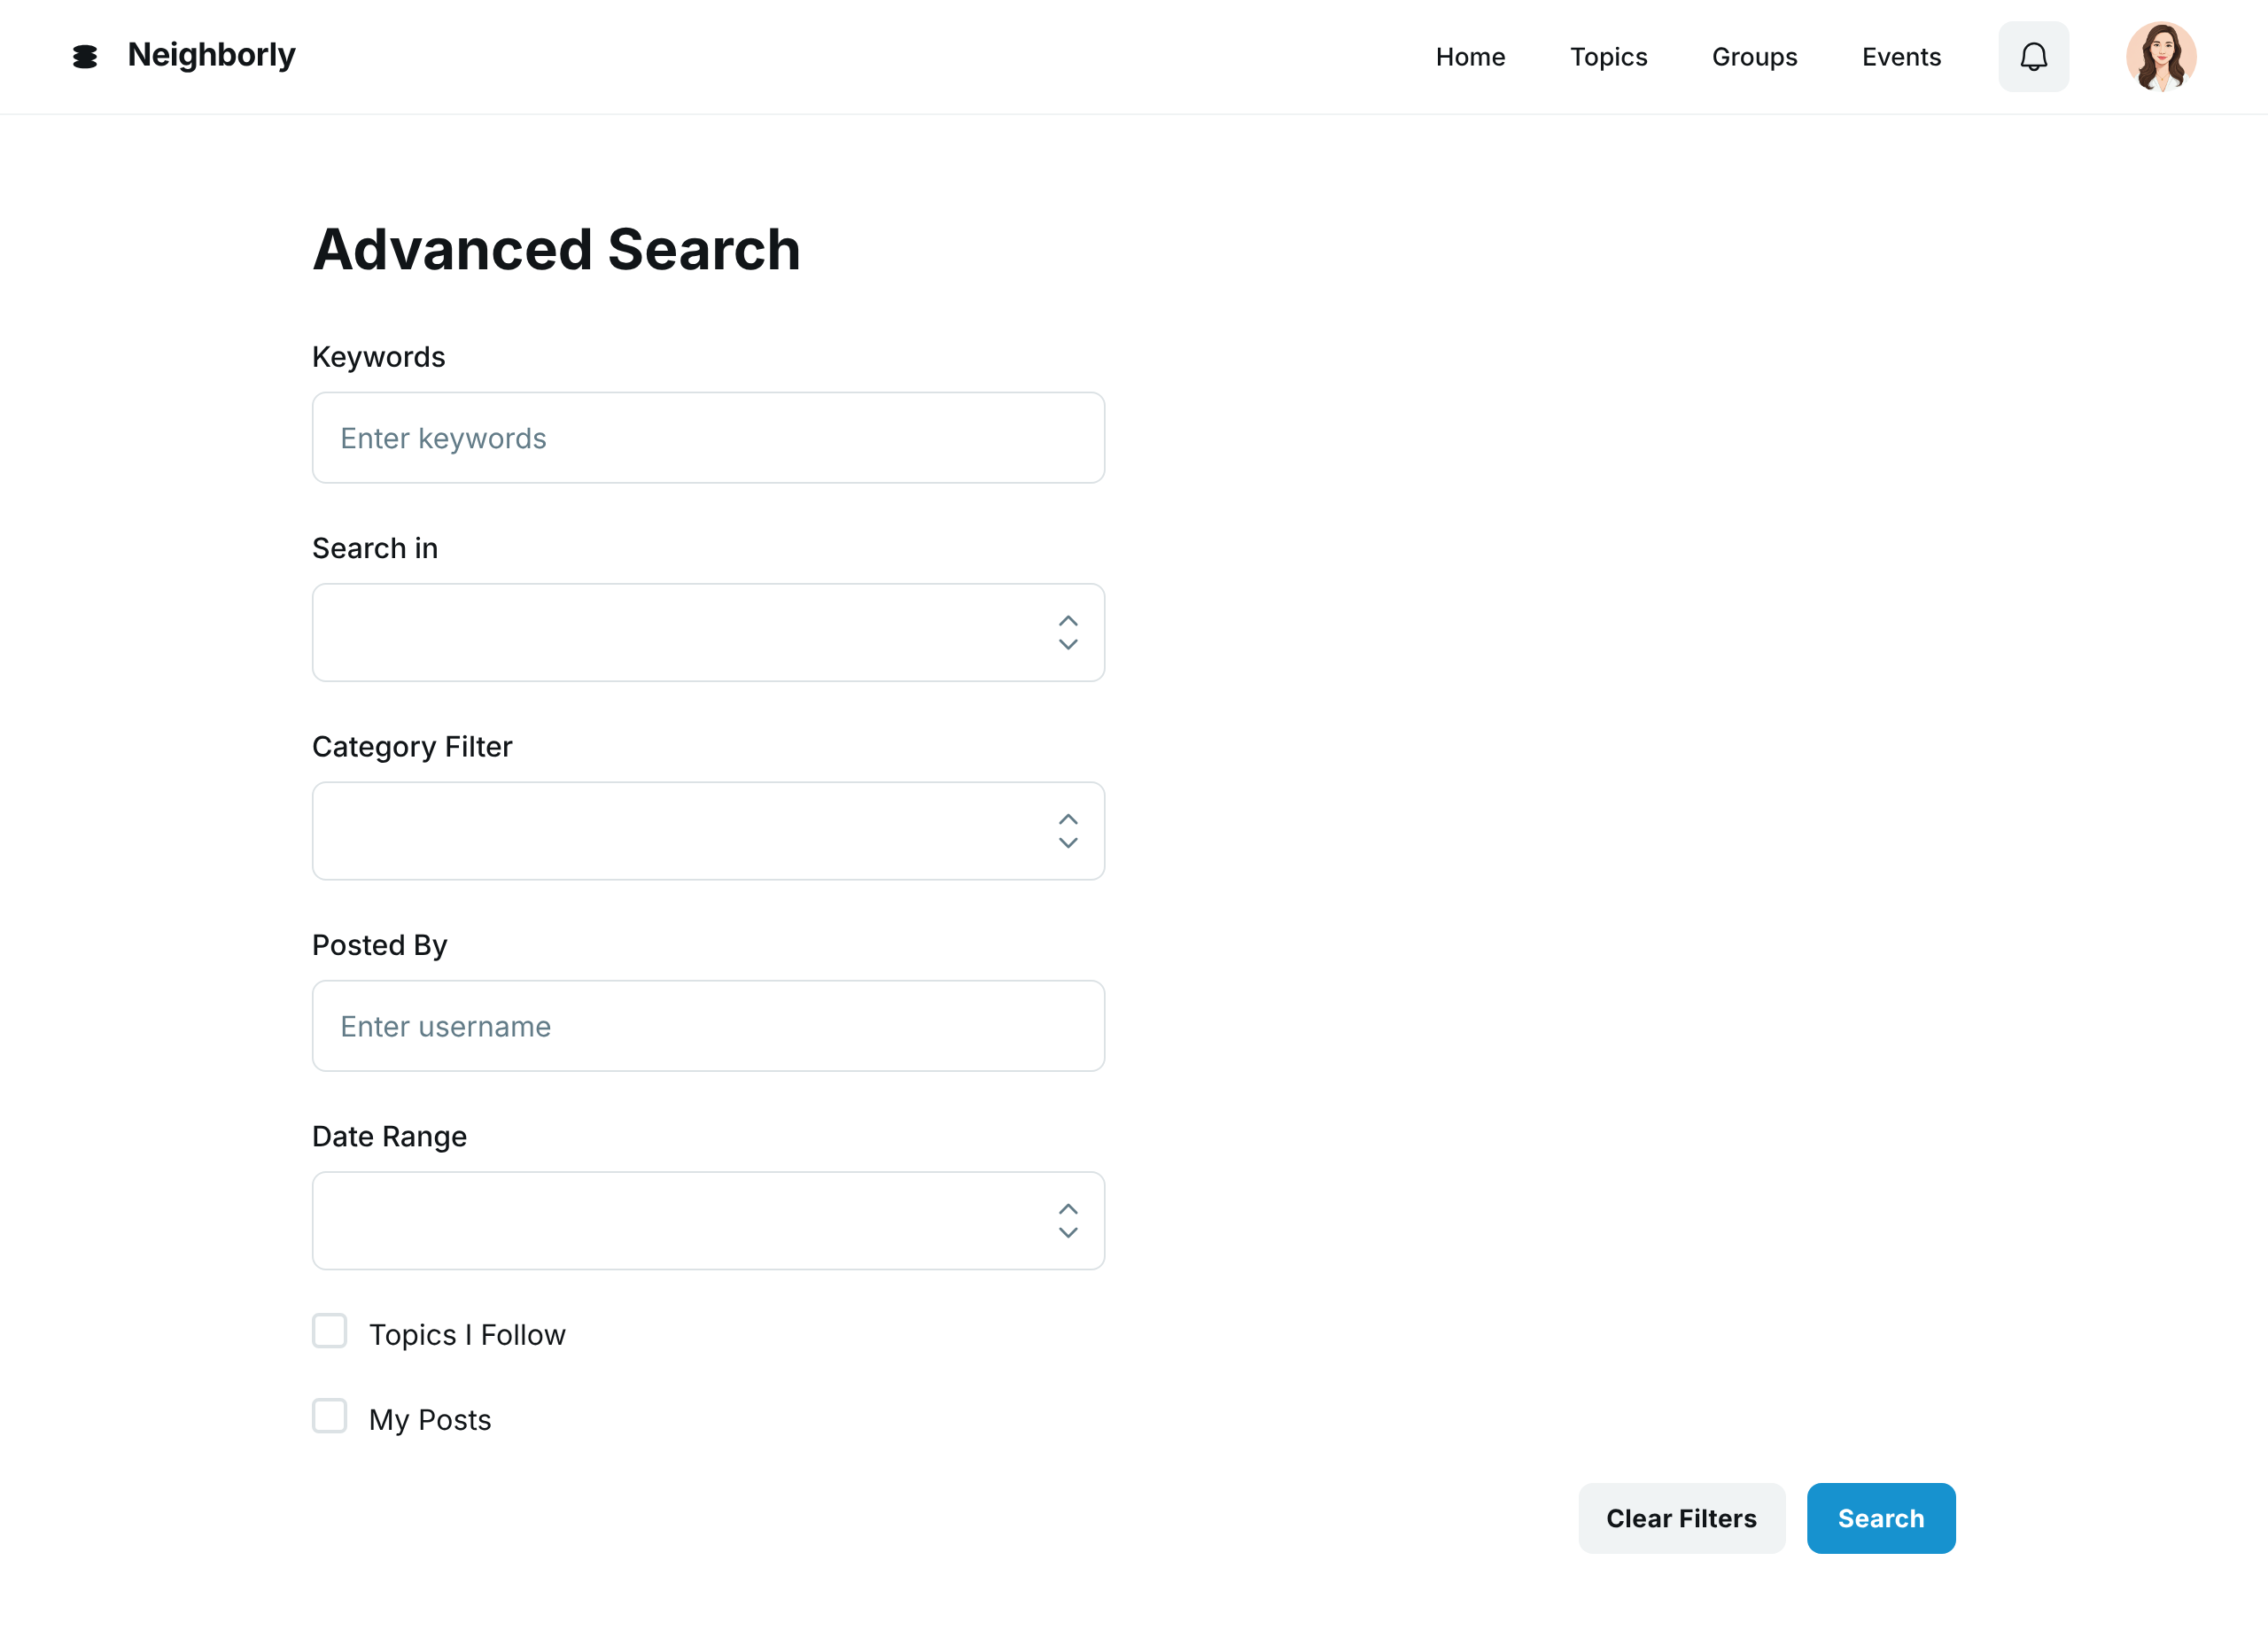 Neighborly
Home Topics Groups Events
Advanced Search
Keywords
Enter keywords
Search in
Category Filter
Posted By
Enter username
Date Range
Topics I Follow
My Posts
Clear Filters Search